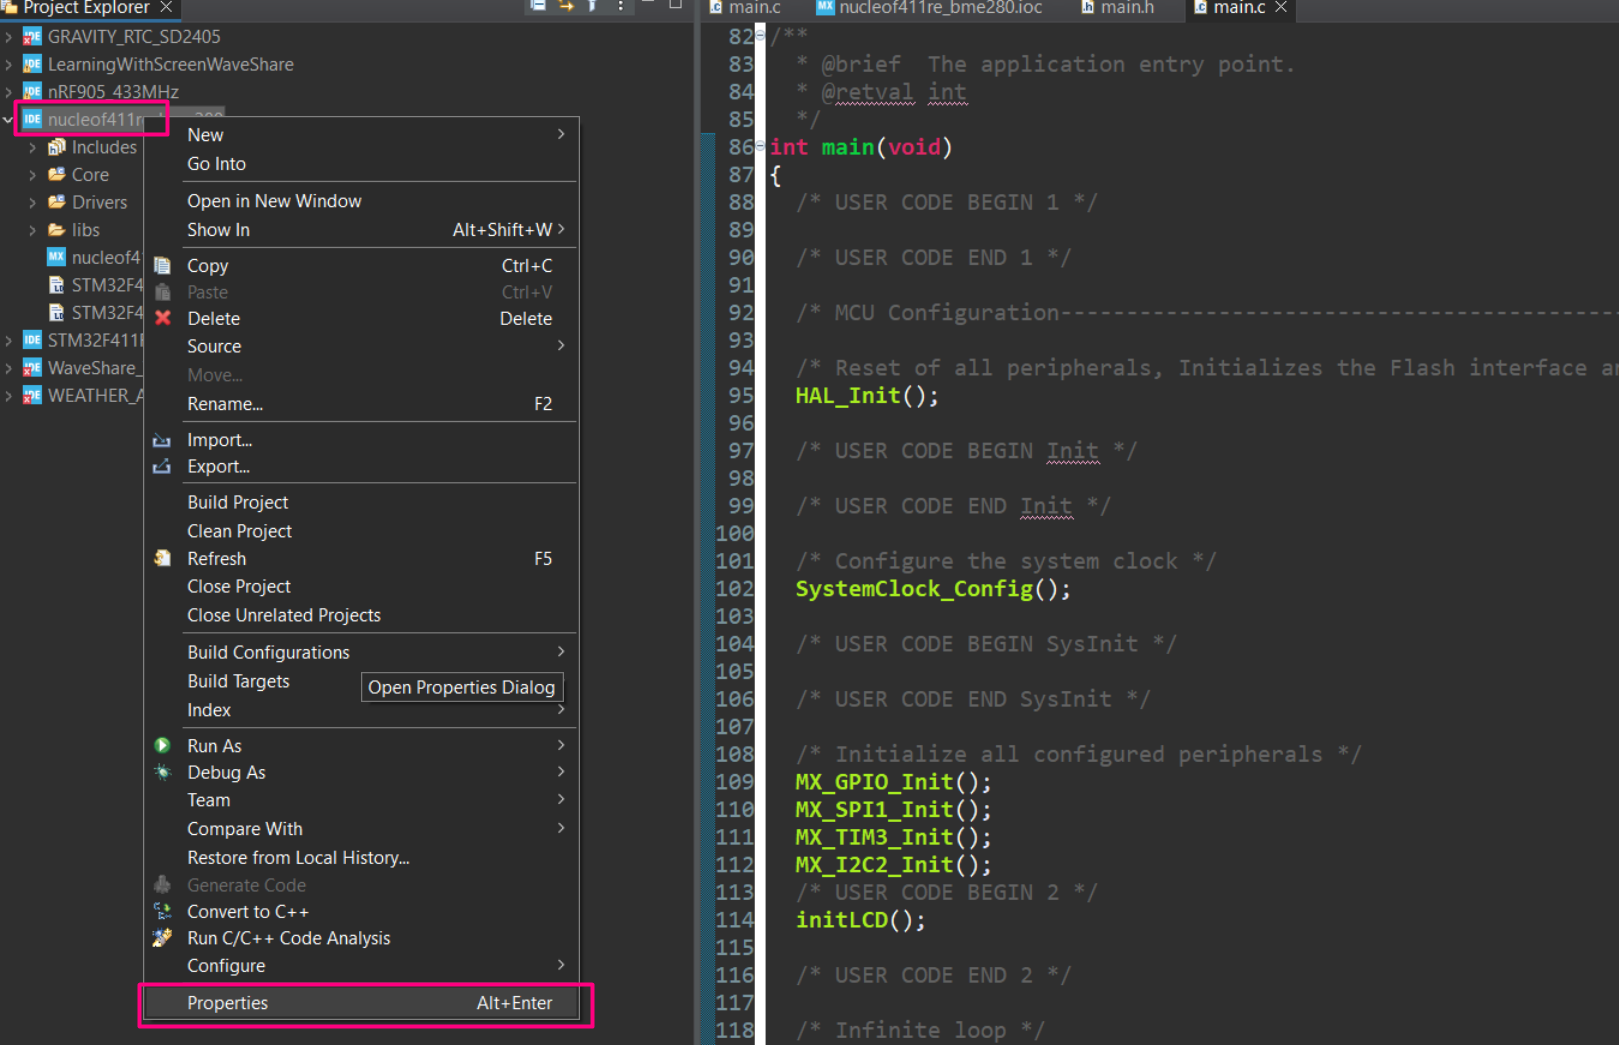 Project Explorer
GRAVITY_RTC_SD2405
LearningWithScreenWaveShare
nRF905_433MHz
nucleof411r
Includes
Core
Drivers
libs
nucleof4
STM32F4
STM32F4
STM32F411
WaveShare_
WEATHER_A
New
Go Into
Open in New Window
Show In Alt+Shift+W
Copy Ctrl+C
Paste Ctrl+V
Delete Delete
Source
Move...
Rename... F2
Import...
Export...
Build Project
Clean Project
Refresh F5
Close Project
Close Unrelated Projects
Build Configurations
Build Targets
Open Properties Dialog
Index
Run As
Debug As
Team
Compare With
Restore from Local History...
Generate Code
Convert to C++
Run C/C++ Code Analysis
Configure
Properties Alt+Enter
main.c nucleof411re_bme280.ioc main.h main.c
82 /**
83 * @brief The application entry point.
84 * @retval int
85 */
86 int main(void)
87 {
88 /* USER CODE BEGIN 1 */
89
90 /* USER CODE END 1 */
91
92 /* MCU Configuration------------------------------------------
93
94 /* Reset of all peripherals, Initializes the Flash interface a
95 HAL_Init();
96
97 /* USER CODE BEGIN Init */
98
99 /* USER CODE END Init */
100
101 /* Configure the system clock */
102 SystemClock_Config();
103
104 /* USER CODE BEGIN SysInit */
105
106 /* USER CODE END SysInit */
107
108 /* Initialize all configured peripherals */
109 MX_GPIO_Init();
110 MX_SPI1_Init();
111 MX_TIM3_Init();
112 MX_I2C2_Init();
113 /* USER CODE BEGIN 2 */
114 initLCD();
115
116 /* USER CODE END 2 */
117
118 /* Infinite loop */